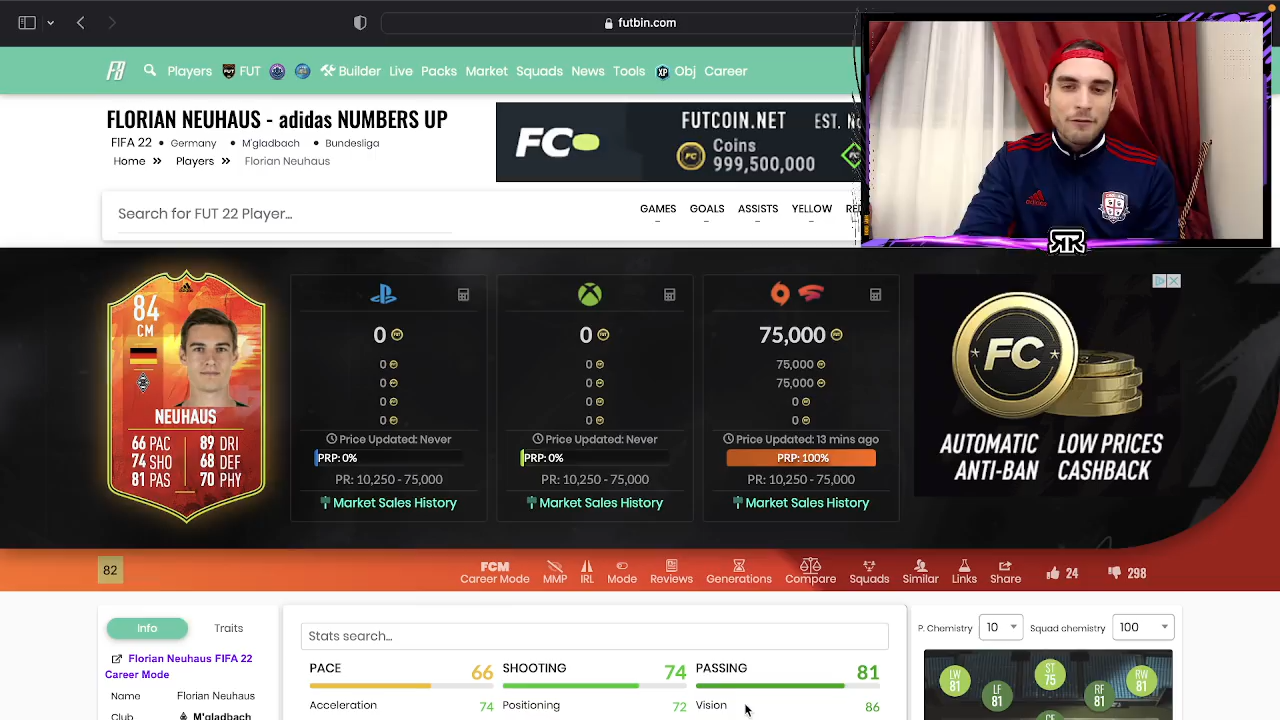 futbin.com
Players FUT Builder Live Packs Market Squads News Tools XP Obj Career
FLORIAN NEUHAUS - adidas NUMBERS UP
FIFA 22 • Germany • M'gladbach • Bundesliga
Home Players Florian Neuhaus
FC
FUTCOIN.NET
Coins
999,500,000
EST.
Search for FUT 22 Player...
GAMES GOALS ASSISTS YELLOW
- - - -
adidas
RR
84
CM
NEUHAUS
66 PAC 89 DRI
74 SHO 68 DEF
81 PAS 70 PHY
0
0
0
0
0
Price Updated: Never
PRP: 0%
PR: 10,250 - 75,000
Market Sales History
0
0
0
0
0
Price Updated: Never
PRP: 0%
PR: 10,250 - 75,000
Market Sales History
75,000
75,000
75,000
0
0
Price Updated: 13 mins ago
PRP: 100%
PR: 10,250 - 75,000
Market Sales History
FC
AUTOMATIC ANTI-BAN
LOW PRICES CASHBACK
82
FCM Career Mode MMP IRL Mode Reviews Generations Compare Squads Similar Links Share 24 298
Info Traits
Florian Neuhaus FIFA 22
Career Mode
Name Florian Neuhaus
Club M'gladbach
Stats search...
PACE 66 SHOOTING 74 PASSING 81
Acceleration 74 Positioning 72 Vision 86
P. Chemistry 10 Squad chemistry 100
LW 81
ST 75
RW 81
LF 81
RF 81